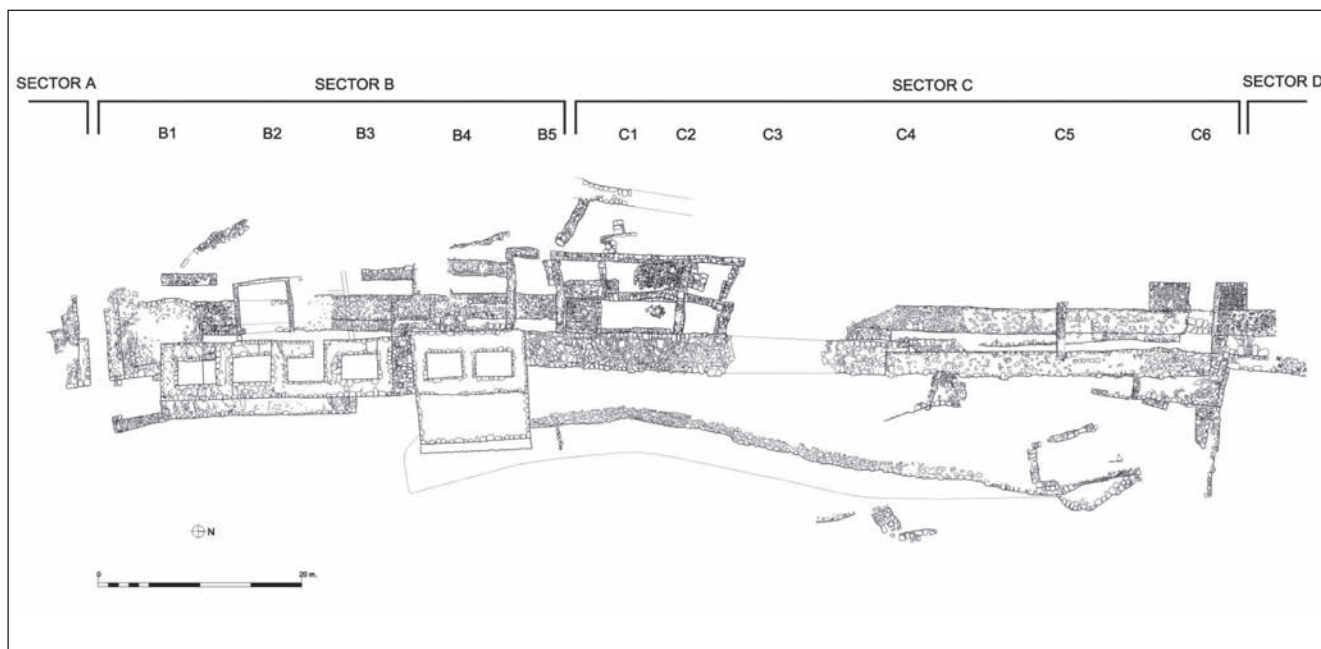 SECTOR A SECTOR B SECTOR C SECTOR D
B1 B2 B3 B4 B5 C1 C2 C3 C4 C5 C6
N
0 20 m.